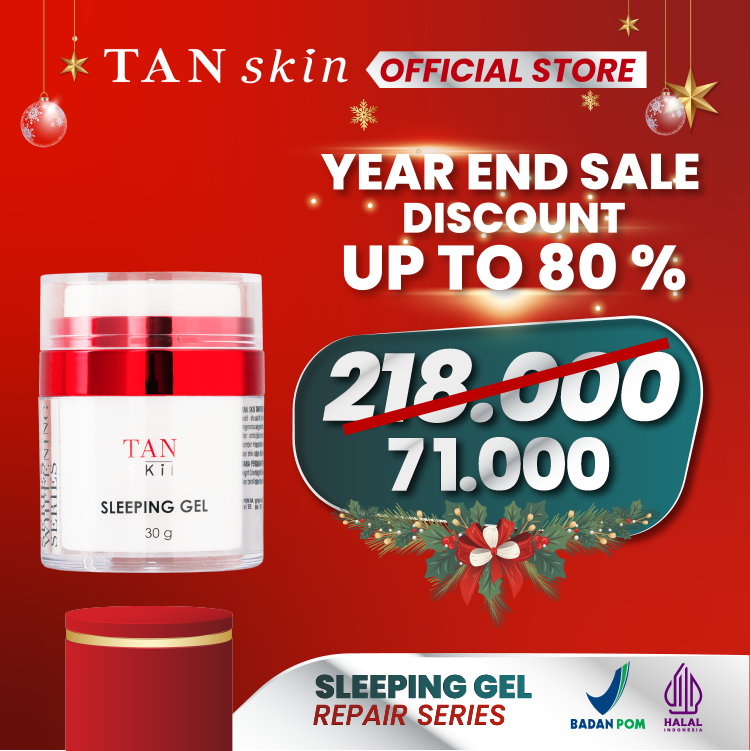 TAN skin OFFICIAL STORE
YEAR END SALE
DISCOUNT
UP TO 80 %
218.000
71.000
TAN
SLEEPING GEL
30 g
SERIES
SLEEPING GEL
REPAIR SERIES
BADAN POM
HALAL
INDONESIA